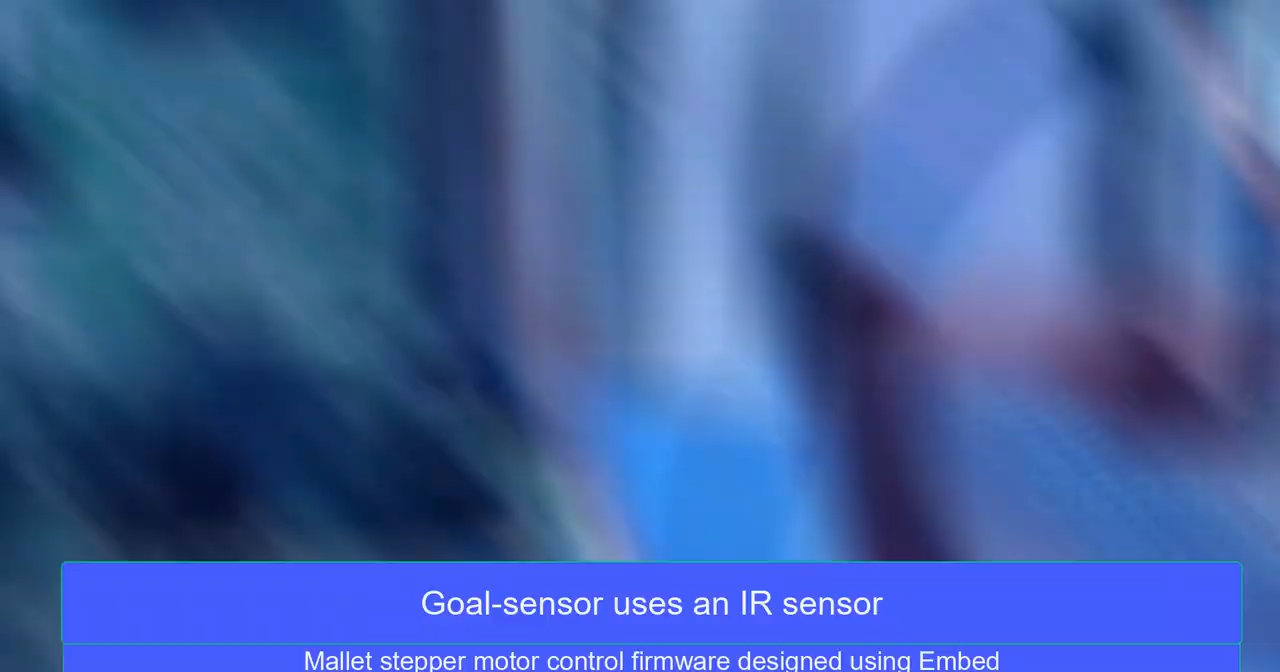 Goal-sensor uses an IR sensor
Mallet stepper motor control firmware designed using Embed